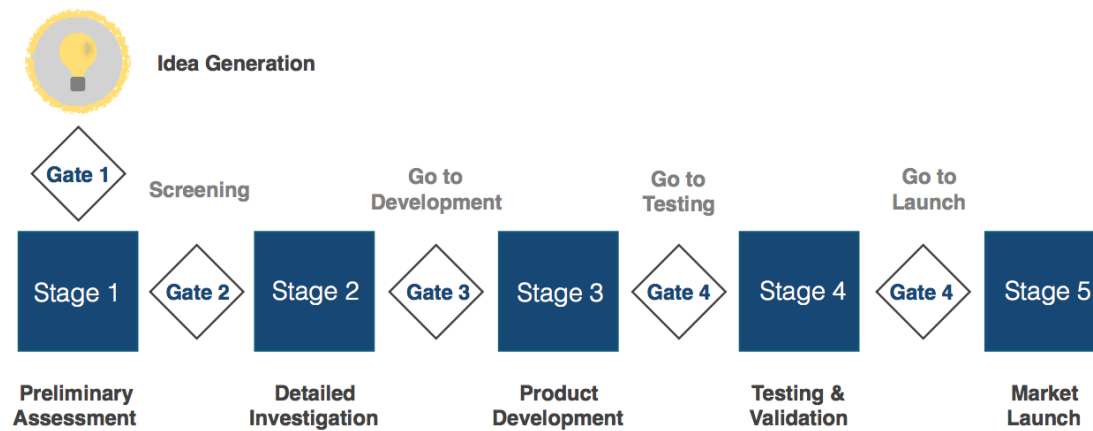 Idea Generation
Gate 1
Screening
Go to
Development
Go to
Testing
Go to
Launch
Stage 1
Gate 2
Stage 2
Gate 3
Stage 3
Gate 4
Stage 4
Gate 4
Stage 5
Preliminary
Assessment
Detailed
Investigation
Product
Development
Testing &
Validation
Market
Launch